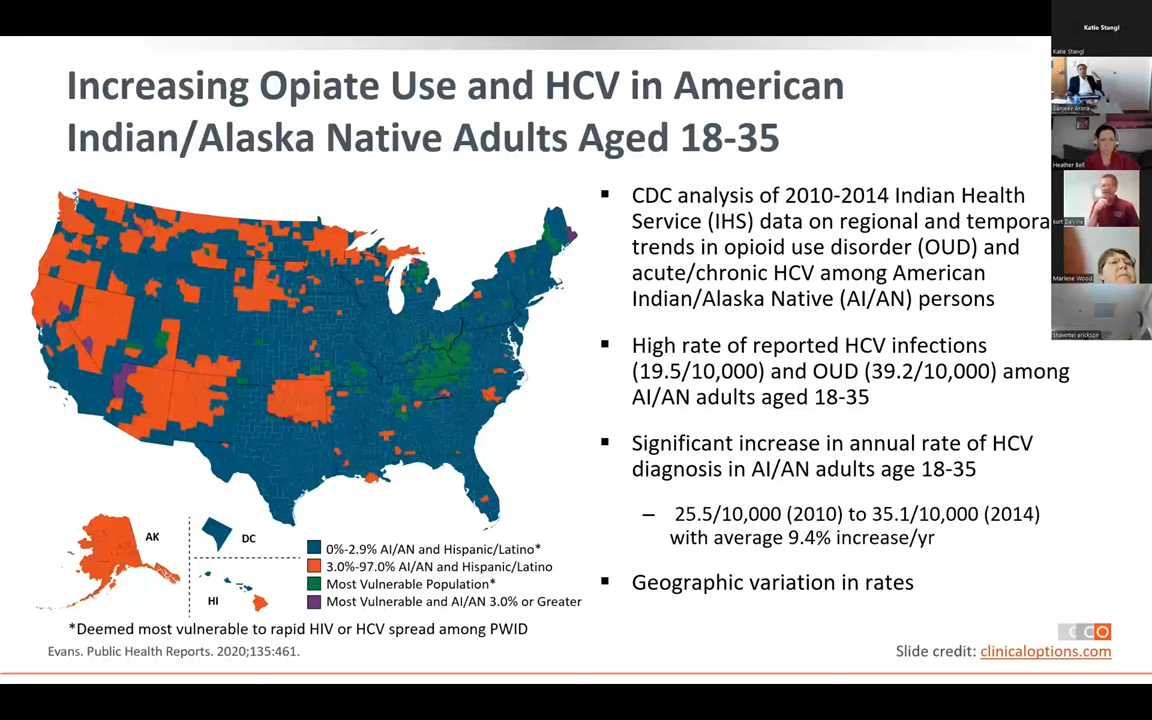 Katie Stangl
Katie Stangl
Increasing Opiate Use and HCV in American
Indian/Alaska Native Adults Aged 18-35
Sanjeev Arora
Heather Bell
kurt DeVine
Marlene Wood
shawntel erickson
AK
DC
HI
0%-2.9% AI/AN and Hispanic/Latino*
3.0%-97.0% AI/AN and Hispanic/Latino
Most Vulnerable Population*
Most Vulnerable and AI/AN 3.0% or Greater
*Deemed most vulnerable to rapid HIV or HCV spread among PWID
Evans. Public Health Reports. 2020;135:461.
▪ CDC analysis of 2010-2014 Indian Health
Service (IHS) data on regional and tempora
trends in opioid use disorder (OUD) and
acute/chronic HCV among American
Indian/Alaska Native (AI/AN) persons
▪ High rate of reported HCV infections
(19.5/10,000) and OUD (39.2/10,000) among
AI/AN adults aged 18-35
▪ Significant increase in annual rate of HCV
diagnosis in AI/AN adults age 18-35
– 25.5/10,000 (2010) to 35.1/10,000 (2014)
with average 9.4% increase/yr
▪ Geographic variation in rates
CCO
Slide credit: clinicaloptions.com